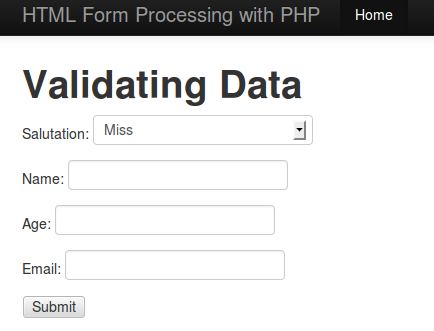 HTML Form Processing with PHP Home
Validating Data
Salutation: Miss
Name:
Age:
Email:
Submit